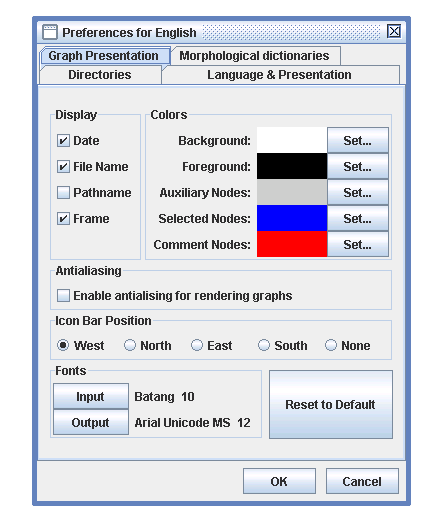 Preferences for English
Graph Presentation Morphological dictionaries
Directories Language & Presentation
Display
Date
File Name
Pathname
Frame
Colors
Background: Set...
Foreground: Set...
Auxiliary Nodes: Set...
Selected Nodes: Set...
Comment Nodes: Set...
Antialiasing
Enable antialising for rendering graphs
Icon Bar Position
West North East South None
Fonts
Input Batang 10
Output Arial Unicode MS 12
Reset to Default
OK Cancel